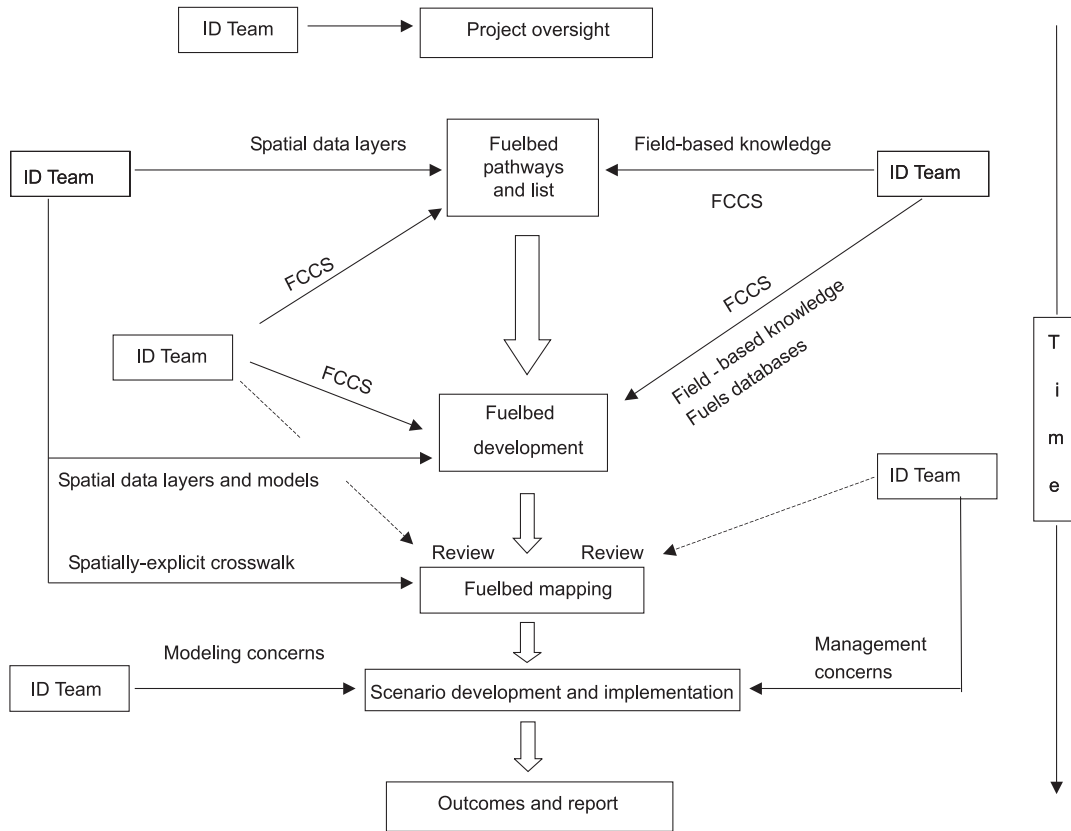 ID Team
Project oversight
Spatial data layers
Fuelbed
pathways
and list
Field-based knowledge
ID Team
ID Team
FCCS
FCCS
FCCS
ID Team
FCCS
Field - based knowledge
Fuels databases
T
i
m
e
Fuelbed
development
Spatial data layers and models
ID Team
Review
Review
Spatially-explicit crosswalk
Fuelbed mapping
Modeling concerns
Management
concerns
ID Team
Scenario development and implementation
Outcomes and report